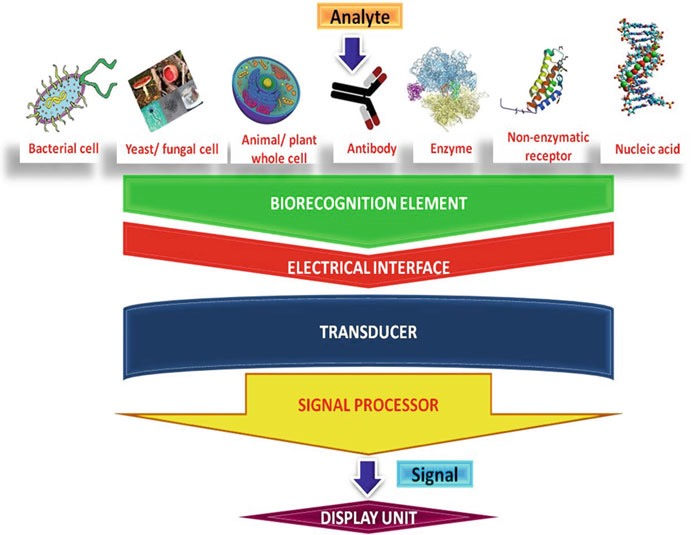 Analyte
Bacterial cell
Yeast/ fungal cell
Animal/ plant
whole cell
Antibody
Enzyme
Non-enzymatic
receptor
Nucleic acid
BIORECOGNITION ELEMENT
ELECTRICAL INTERFACE
TRANSDUCER
SIGNAL PROCESSOR
Signal
DISPLAY UNIT